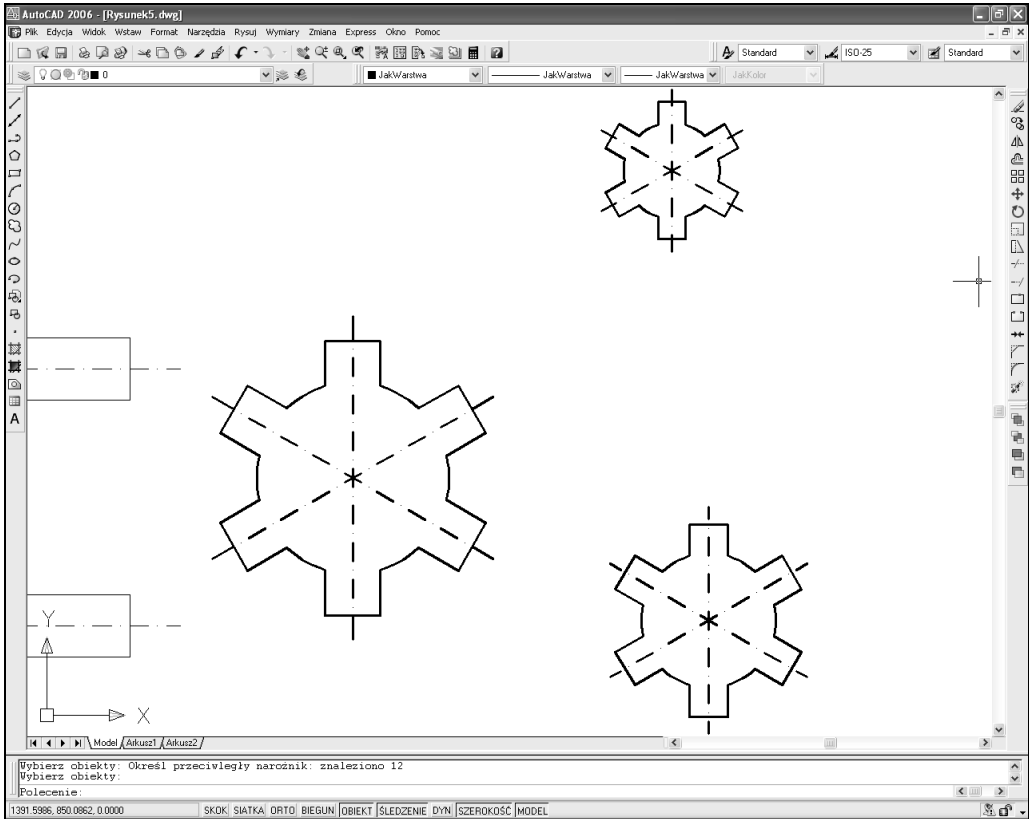 AutoCAD 2006 - [Rysunek5.dwg]
Plik Edycja Widok Wstaw Format Narzędzia Rysuj Wymiary Zmiana Express Okno Pomoc
Standard ISO-25 Standard
0 JakWarstwa JakWarstwa JakWarstwa JakKolor
A
Y
X
Model Arkusz1 Arkusz2
Wybierz obiekty: Określ przeciwległy narożnik: znaleziono 12
Wybierz obiekty:
Polecenie:
1391.5986, 850.0862, 0.0000 SKOK SIATKA ORTO BIEGUN OBIEKT ŚLEDZENIE DYN SZEROKOŚĆ MODEL